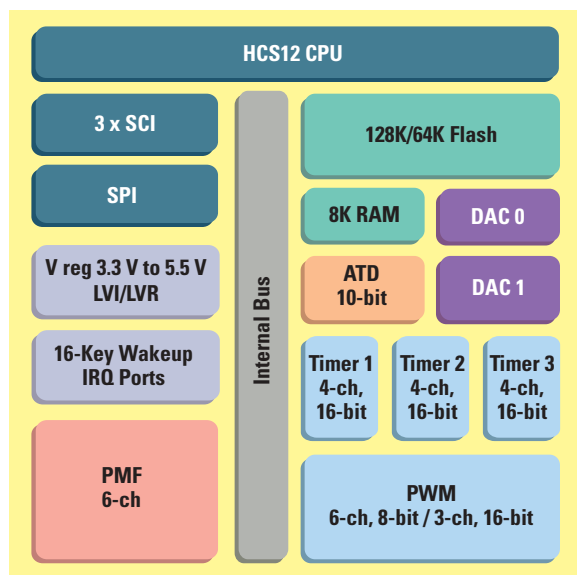 HCS12 CPU
3 x SCI
SPI
V reg 3.3 V to 5.5 V
LVI/LVR
16-Key Wakeup
IRQ Ports
PMF
6-ch
Internal Bus
128K/64K Flash
8K RAM
DAC 0
ATD
10-bit
DAC 1
Timer 1
4-ch,
16-bit
Timer 2
4-ch,
16-bit
Timer 3
4-ch,
16-bit
PWM
6-ch, 8-bit / 3-ch, 16-bit